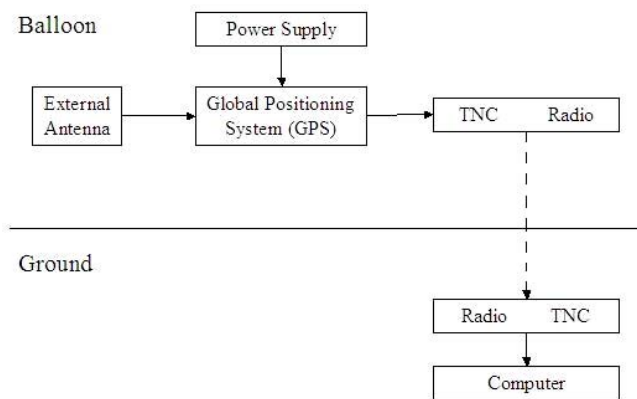 Balloon
Power Supply
External
Antenna
Global Positioning
System (GPS)
TNC Radio
Ground
Radio TNC
Computer